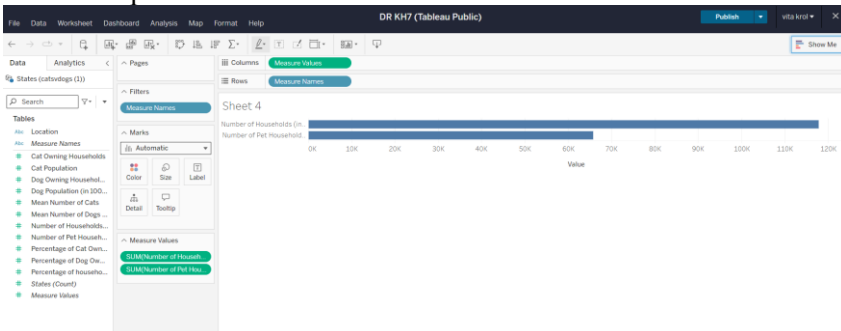 DR KH7 (Tableau Public)
File Data Worksheet Dashboard Analysis Map Format Help
Publish
vita krol
Show Me
Data Analytics
Pages
Columns Measure Values
States (catsvdogs (1))
Rows Measure Names
Search
Filters
Measure Names
Sheet 4
Tables
Abc Location
Abc Measure Names
Cat Owning Households
Cat Population
Dog Owning Househol...
Dog Population (in 100...
Mean Number of Cats
Mean Number of Dogs ...
Number of Households...
Number of Pet Househ...
Percentage of Cat Own...
Percentage of Dog Ow...
Percentage of househo...
States (Count)
Measure Values
Marks
Automatic
Color Size Label
Detail Tooltip
Measure Values
SUM(Number of Househ..
SUM(Number of Pet Hou..
Number of Households (in ..
Number of Pet Household..
0K 10K 20K 30K 40K 50K 60K 70K 80K 90K 100K 110K 120K
Value